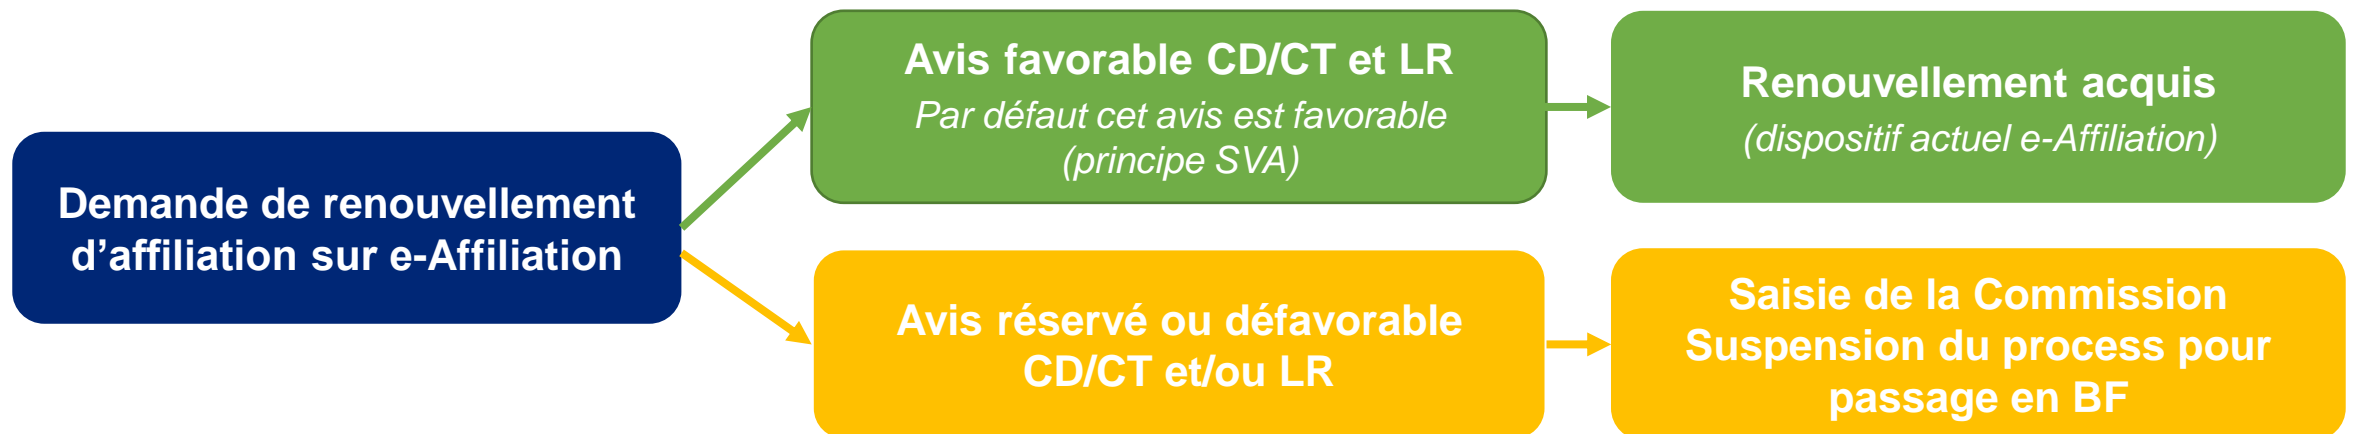 Demande de renouvellement
d’affiliation sur e-Affiliation
Avis favorable CD/CT et LR
Par défaut cet avis est favorable
(principe SVA)
Renouvellement acquis
(dispositif actuel e-Affiliation)
Avis réservé ou défavorable
CD/CT et/ou LR
Saisie de la Commission
Suspension du process pour
passage en BF